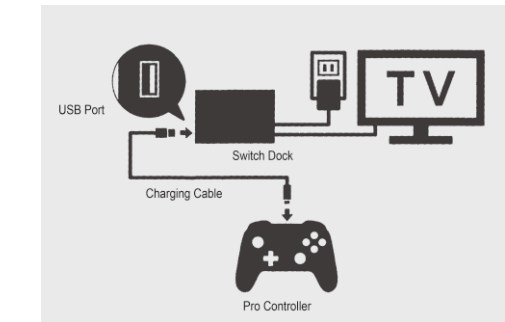 TV
USB Port
Switch Dock
Charging Cable
Pro Controller